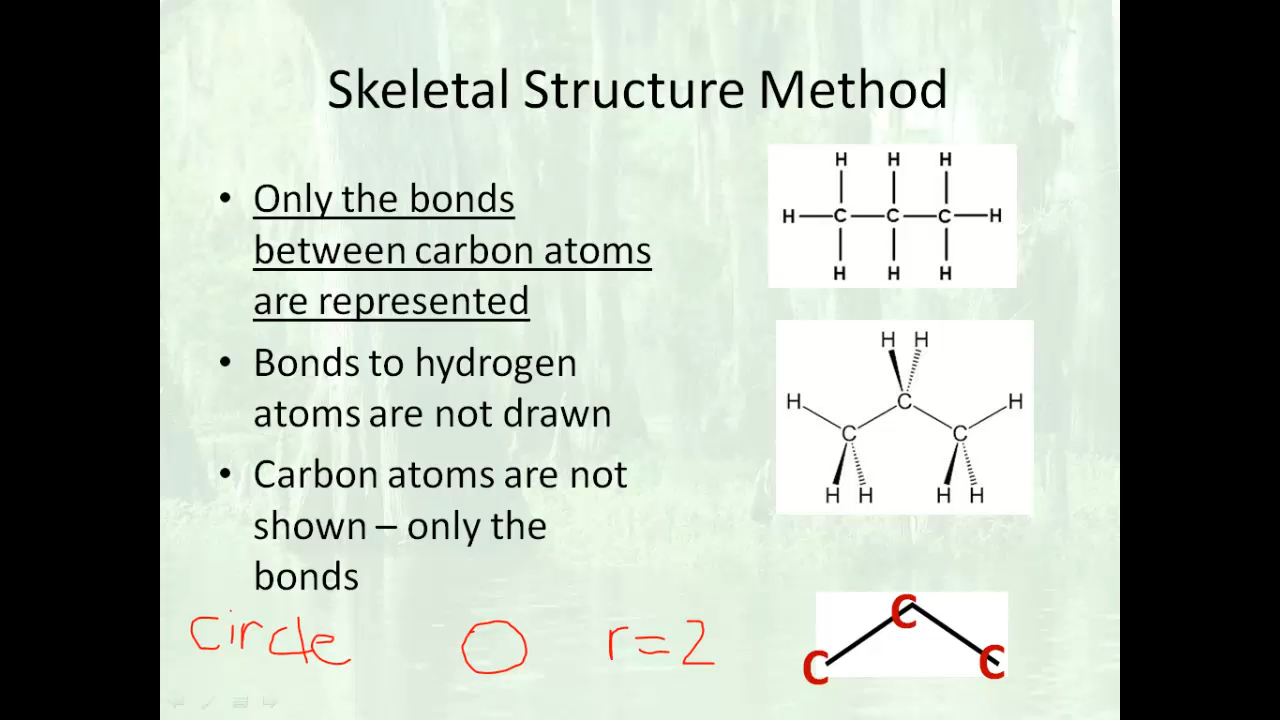 Skeletal Structure Method
• Only the bonds
between carbon atoms
are represented
• Bonds to hydrogen
atoms are not drawn
• Carbon atoms are not
shown – only the
bonds
circle r=2
H H H
H C C C H
H H H
H H
H C H
C C
H H H H
C
C C